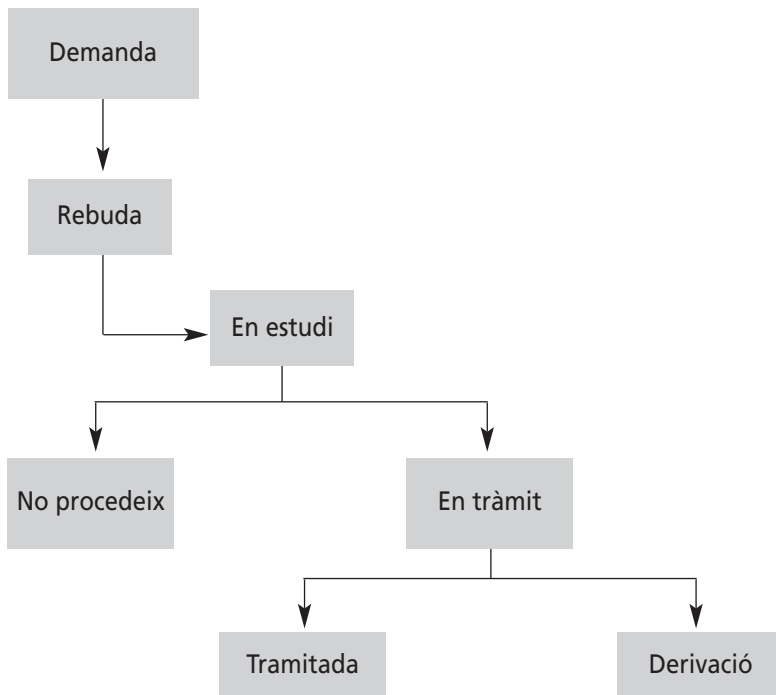 Demanda
Rebuda
En estudi
No procedeix
En tràmit
Tramitada
Derivació